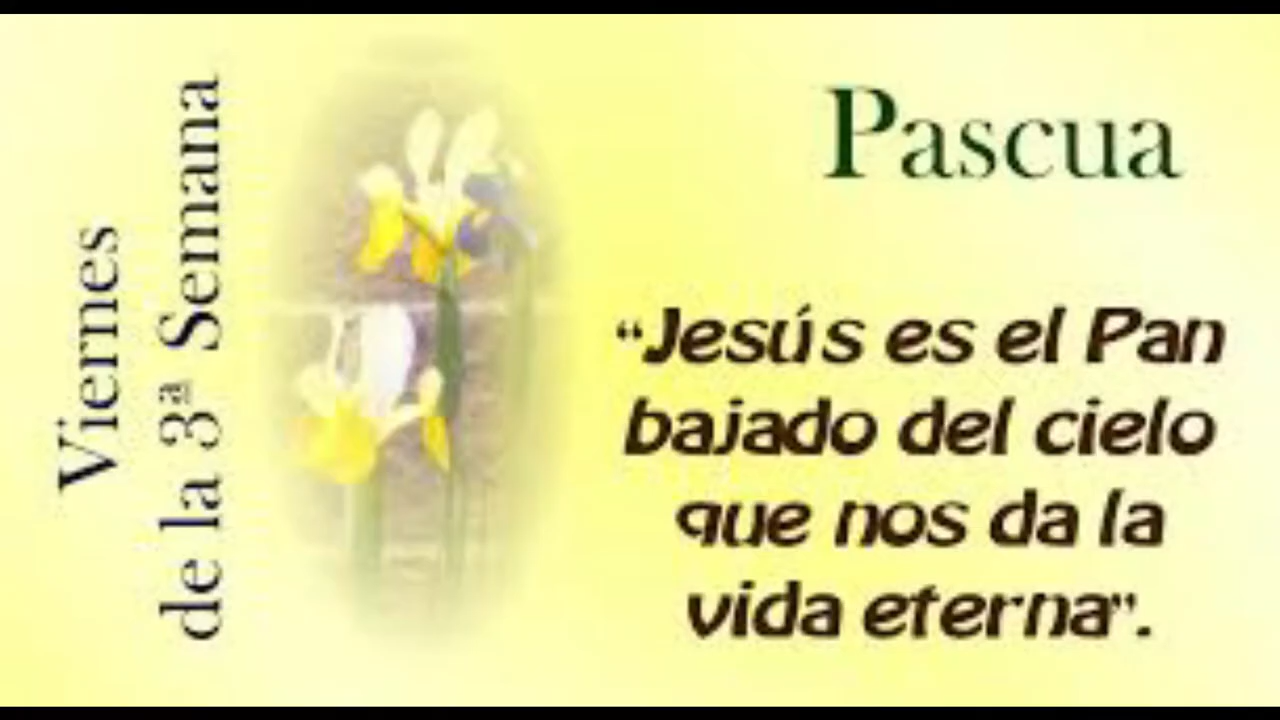 Viernes
de la 3ª Semana
Pascua
“Jesús es el Pan
bajado del cielo
que nos da la
vida eterna”.